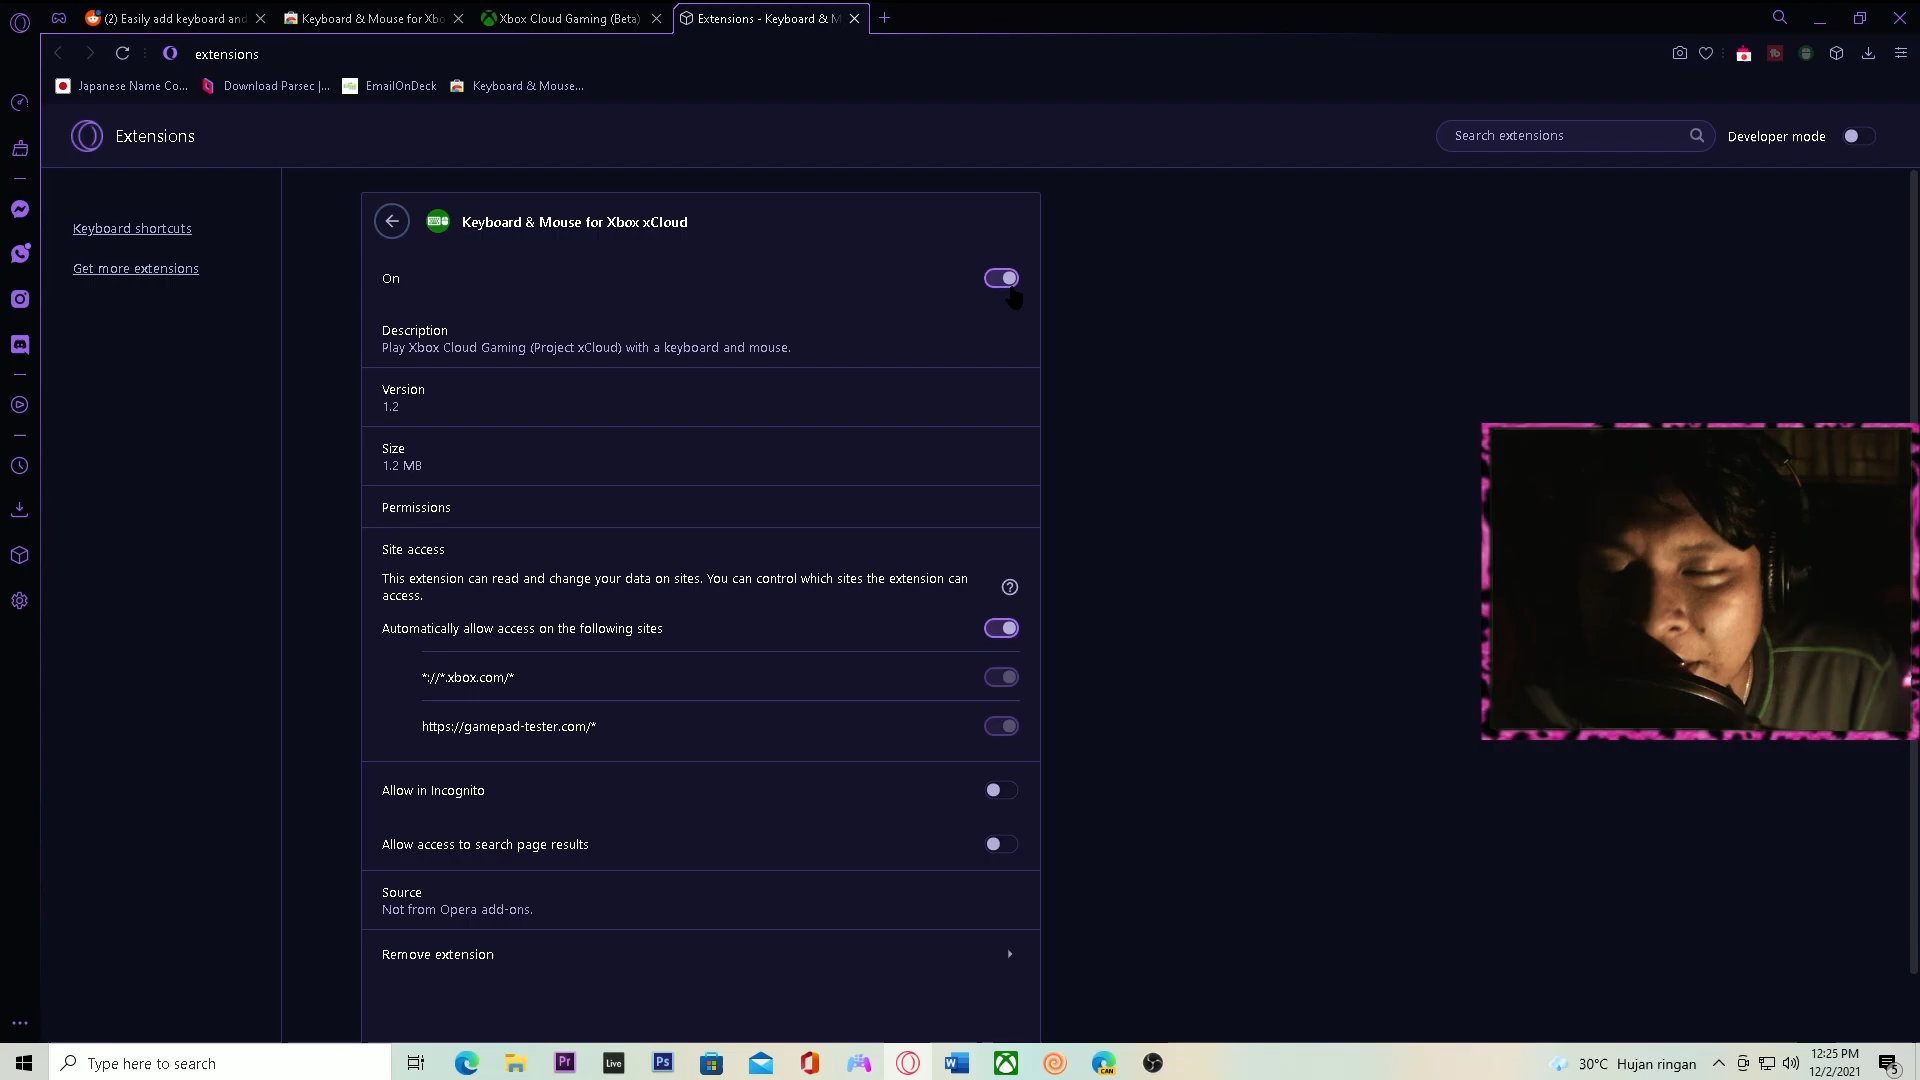 (2) Easily add keyboard and
Keyboard & Mouse for Xbo
Xbox Cloud Gaming (Beta)
Extensions - Keyboard & M
extensions
Japanese Name Co...
Download Parsec |...
EmailOnDeck
Keyboard & Mouse...
Extensions
Search extensions
Developer mode
Keyboard shortcuts
Get more extensions
Keyboard & Mouse for Xbox xCloud
On
Description
Play Xbox Cloud Gaming (Project xCloud) with a keyboard and mouse.
Version
1.2
Size
1.2 MB
Permissions
Site access
This extension can read and change your data on sites. You can control which sites the extension can
access.
Automatically allow access on the following sites
*://*.xbox.com/*
https://gamepad-tester.com/*
Allow in Incognito
Allow access to search page results
Source
Not from Opera add-ons.
Remove extension
Type here to search
Pr
Live
Ps
W
CAN
30°C Hujan ringan
12:25 PM
12/2/2021
5